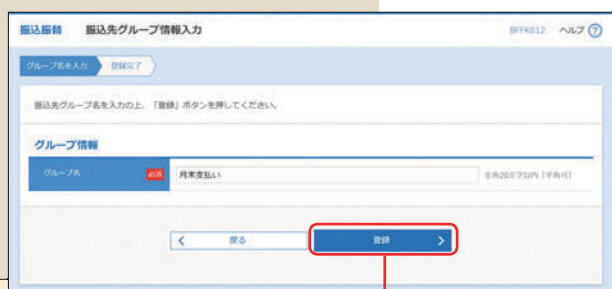 振込振替 振込先グループ情報入力 BFFK012 ヘルプ ?
グループ名を入力 登録完了
振込先グループ名を入力の上、「登録」ボタンを押してください。
グループ情報
グループ名 必須 月末支払い 全角20文字以内[半角可]
戻る 登録